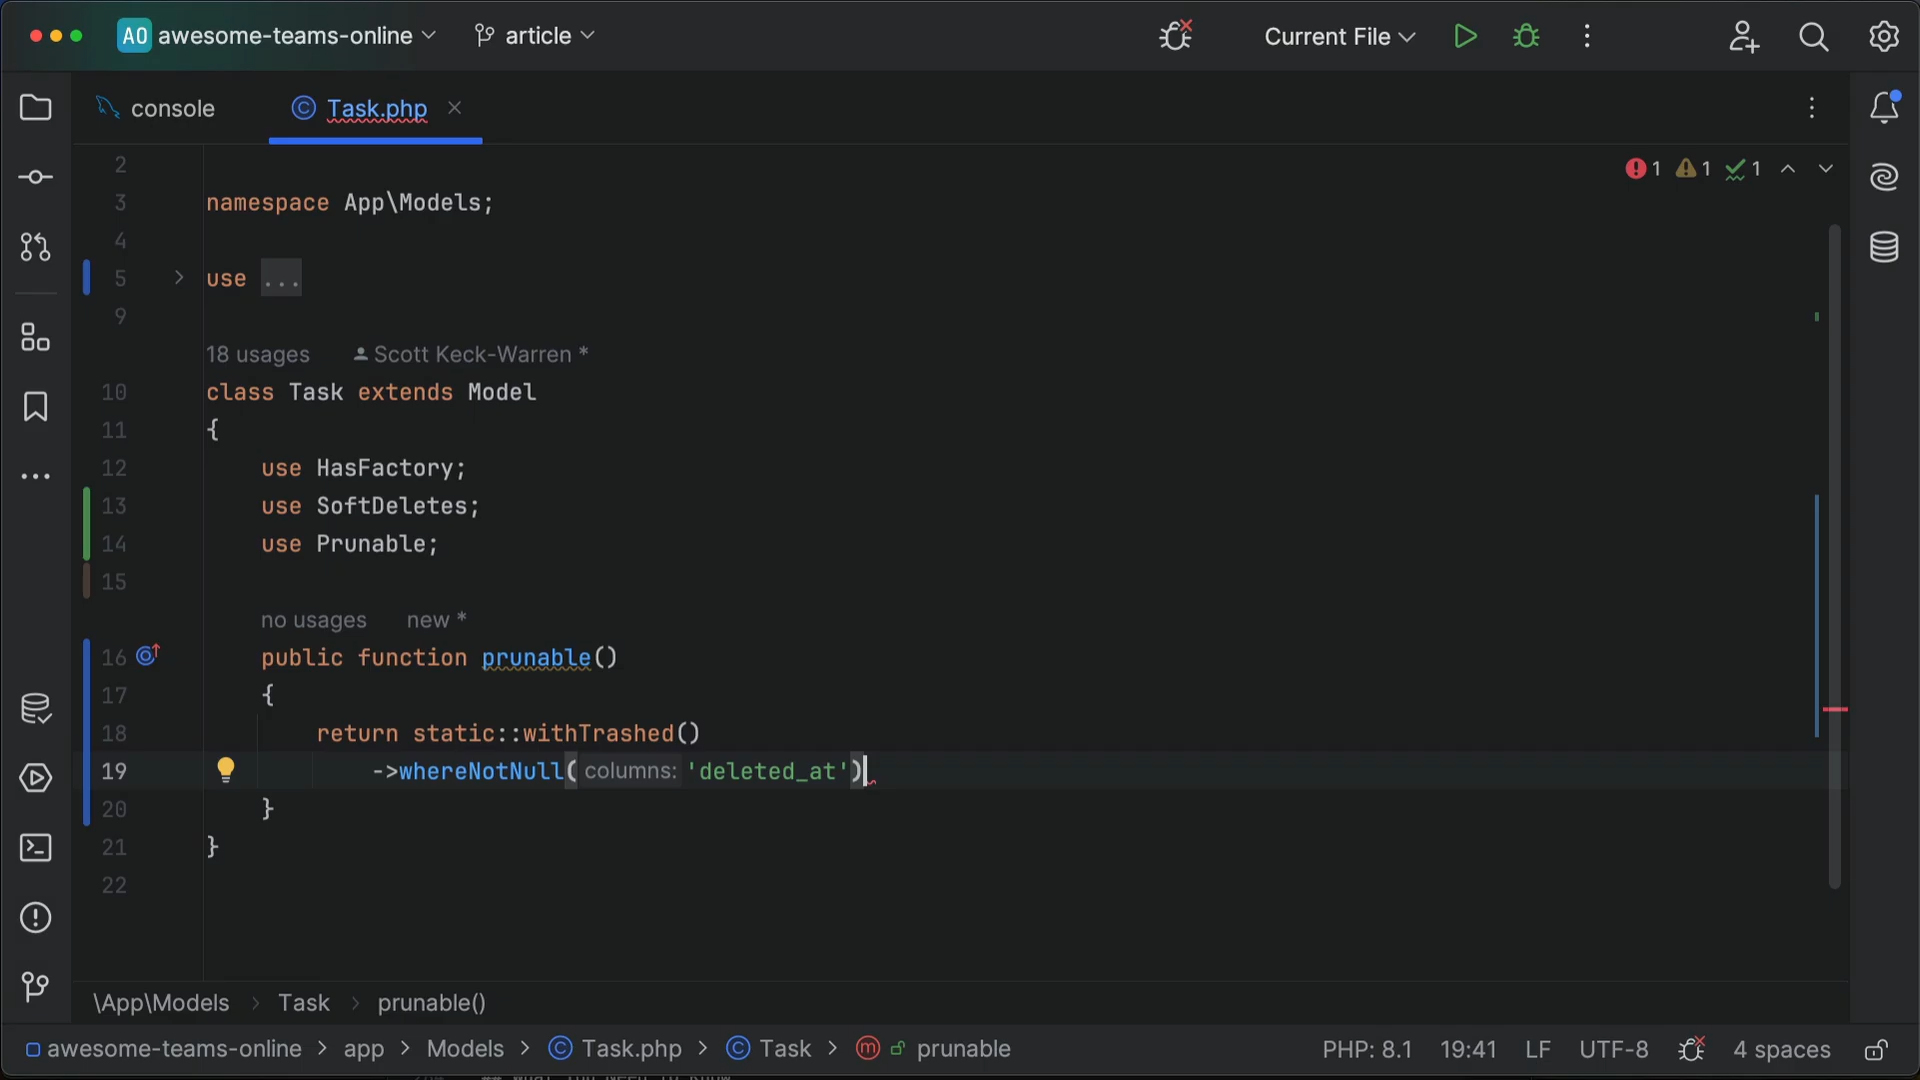 AO awesome-teams-online article Current File
console Task.php
2
1 1 1
3 namespace App\Models;
4
5 use ...
9
18 usages Scott Keck-Warren *
10 class Task extends Model
11 {
12 use HasFactory;
13 use SoftDeletes;
14 use Prunable;
15
no usages new *
16 public function prunable()
17 {
18 return static::withTrashed()
19 ->whereNotNull( columns: 'deleted_at')
20 }
21 }
22
\App\Models > Task > prunable()
awesome-teams-online > app > Models > Task.php > Task > prunable PHP: 8.1 19:41 LF UTF-8 4 spaces